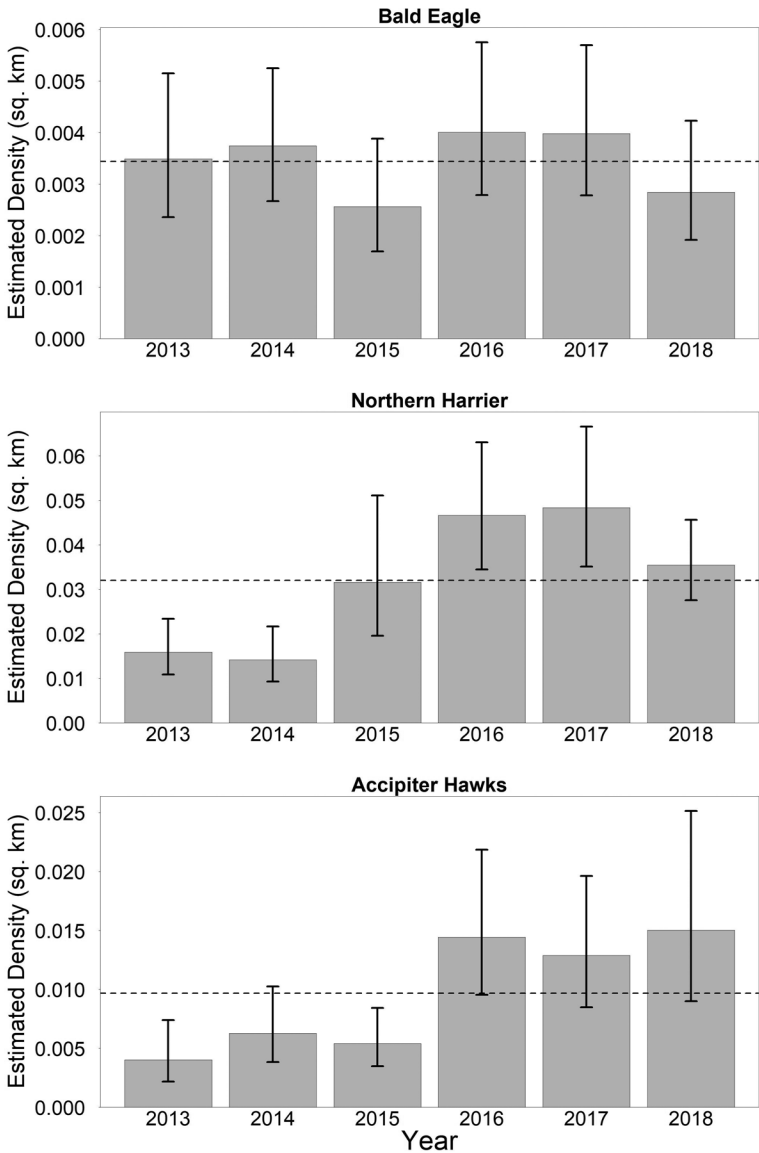 Bald Eagle
Estimated Density (sq. km)
0.006
0.005
0.004
0.003
0.002
0.001
0.000
2013 2014 2015 2016 2017 2018
Northern Harrier
Estimated Density (sq. km)
0.06
0.05
0.04
0.03
0.02
0.01
0.00
2013 2014 2015 2016 2017 2018
Accipiter Hawks
Estimated Density (sq. km)
0.025
0.020
0.015
0.010
0.005
0.000
2013 2014 2015 2016 2017 2018
Year